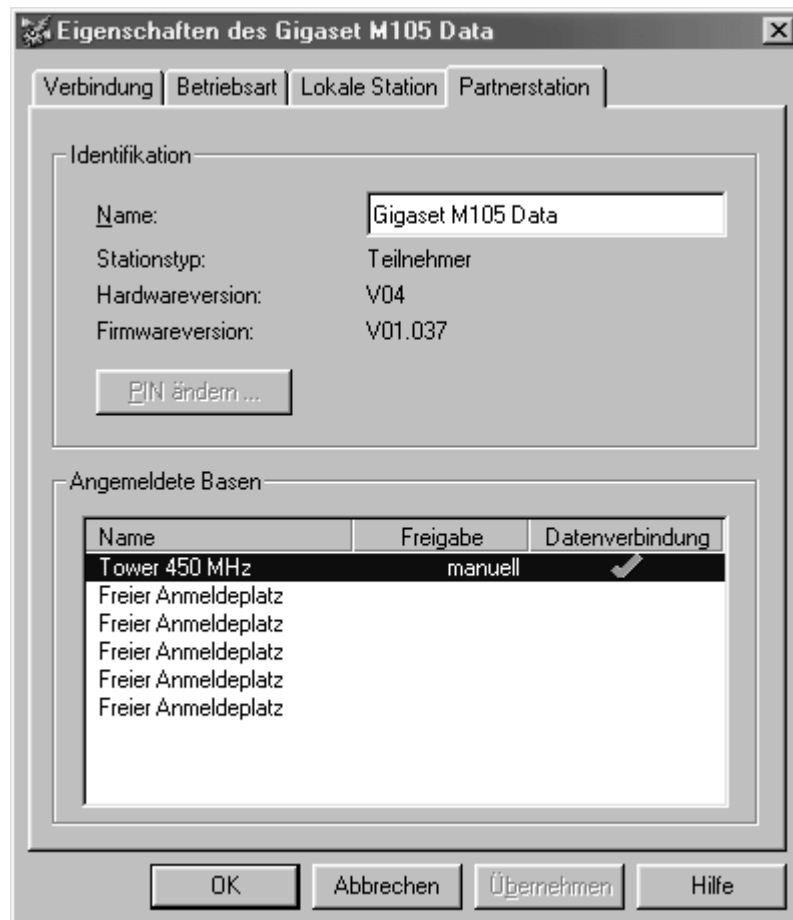 Eigenschaften des Gigaset M105 Data
Verbindung Betriebsart Lokale Station Partnerstation
Identifikation
Name: Gigaset M105 Data
Stationstyp: Teilnehmer
Hardwareversion: V04
Firmwareversion: V01.037
PIN ändern ...
Angemeldete Basen
Name Freigabe Datenverbindung
Tower 450 MHz manuell
Freier Anmeldeplatz
Freier Anmeldeplatz
Freier Anmeldeplatz
Freier Anmeldeplatz
Freier Anmeldeplatz
OK Abbrechen Übernehmen Hilfe